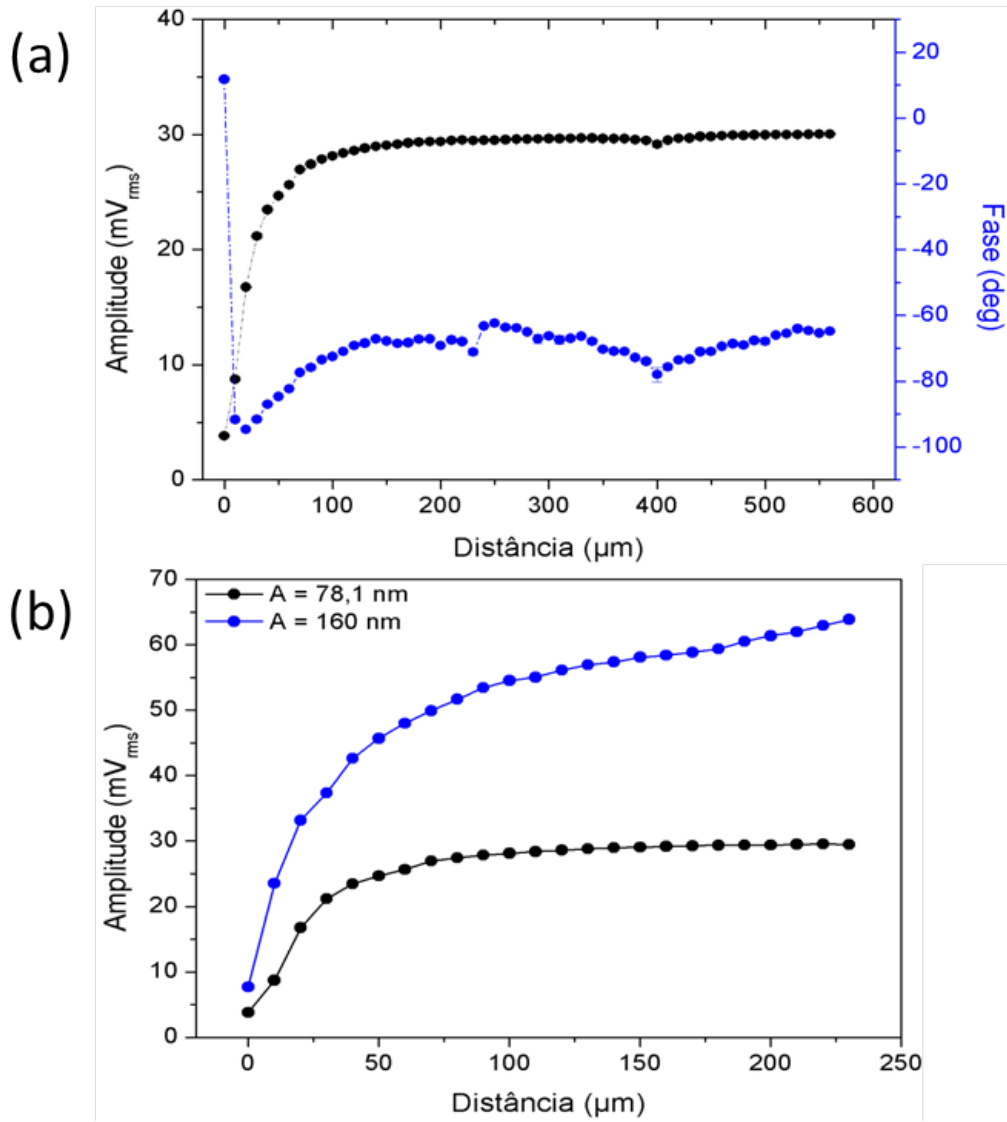 (a)
40
30
20
10
0
Amplitude (mVrms)
20
0
-20
-40
-60
-80
-100
Fase (deg)
0 100 200 300 400 500 600
Distância (µm)
(b)
A = 78,1 nm
A = 160 nm
70
60
50
40
30
20
10
0
Amplitude (mVrms)
0 50 100 150 200 250
Distância (µm)